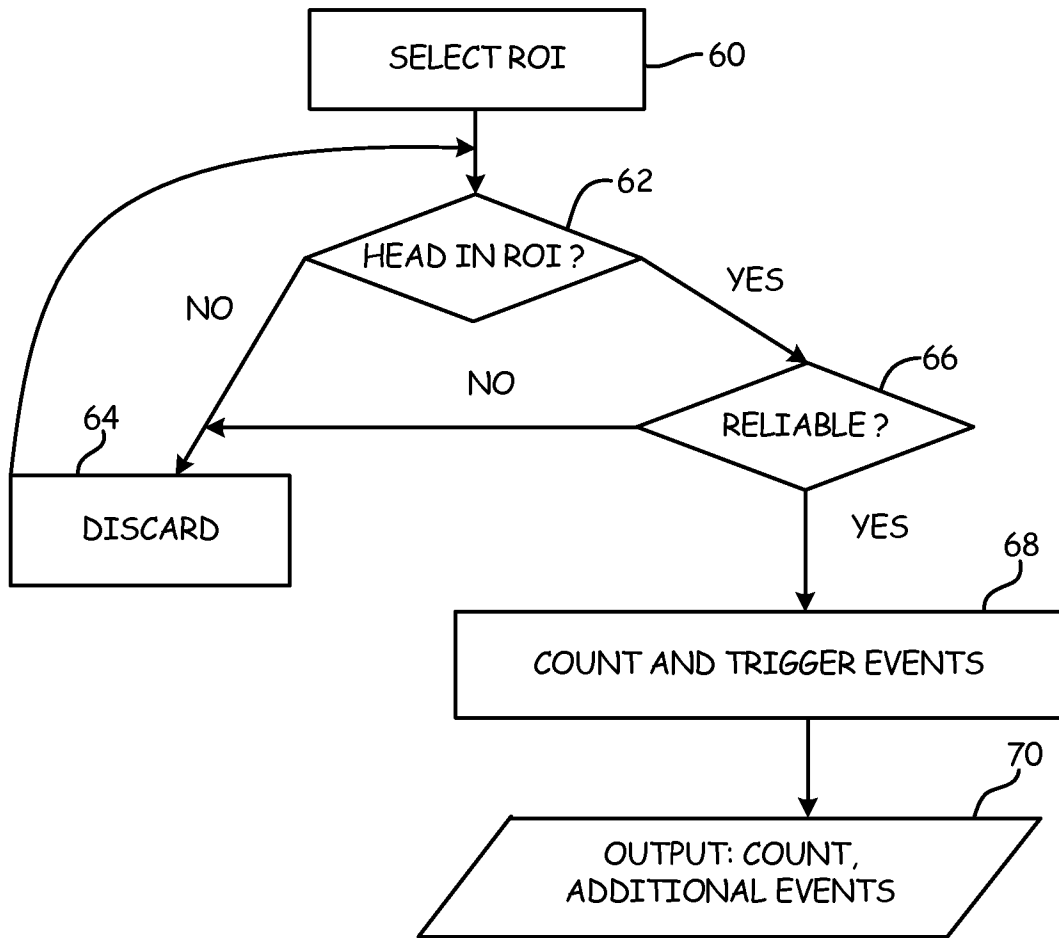 SELECT ROI
60
62
HEAD IN ROI ?
YES
NO
66
NO
64
RELIABLE ?
DISCARD
YES
68
COUNT AND TRIGGER EVENTS
70
OUTPUT: COUNT,
ADDITIONAL EVENTS